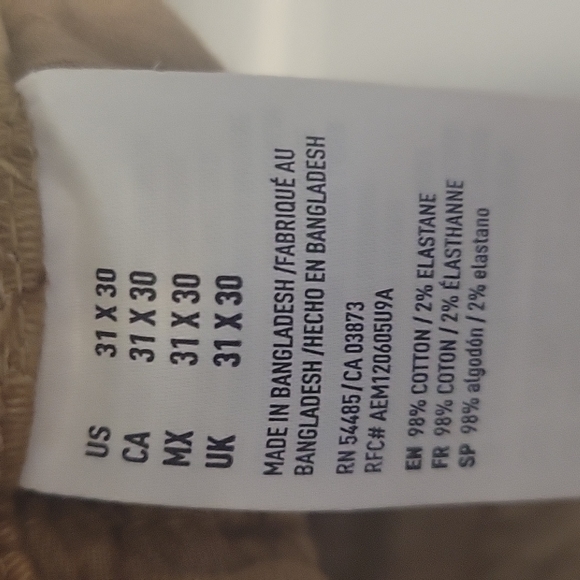 US 31 X 30
CA 31 X 30
MX 31 X 30
UK 31 X 30
MADE IN BANGLADESH /FABRIQUÉ AU
BANGLADESH /HECHO EN BANGLADESH
RN 54485/CA 03873
RFC# AEM120605U9A
EN 98% COTTON / 2% ELASTANE
FR 98% COTON / 2% ÉLASTHANNE
SP 98% algodón / 2% elastano